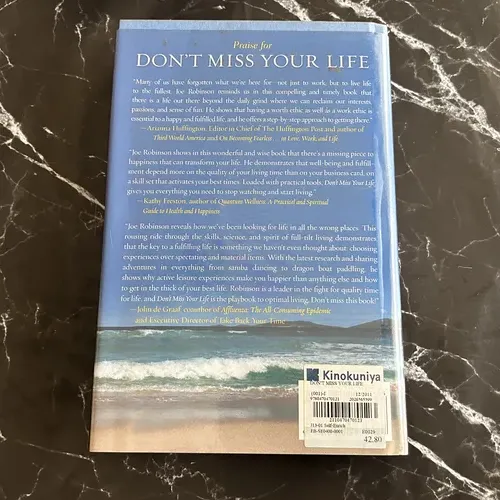 Praise for
DON'T MISS YOUR LIFE
"Many of us have forgotten what we're here for—not just to work, but to live life
to the fullest. Joe Robinson reminds us in this compelling and timely book that
there is a life out there beyond the daily grind where we can reclaim our interests,
passions, and sense of fun. He shows that having a worth ethic as well as a work ethic is
essential to a happy and fulfilled life, and he offers a step-by-step approach to getting there."
—Arianna Huffington, Editor in Chief of The Huffington Post and author of
Third World America and On Becoming Fearless . . . in Love, Work, and Life
"Joe Robinson shows in this wonderful and wise book that there's a missing piece to
happiness that can transform your life. He demonstrates that well-being and fulfill-
ment depend more on the quality of your living time than on your business card, on
a skill set that activates your best times. Loaded with practical tools, Don't Miss Your Life
gives you everything you need to stop watching and start living."
—Kathy Freston, author of Quantum Wellness: A Practical and Spiritual
Guide to Health and Happiness
"Joe Robinson reveals how we've been looking for life in all the wrong places. This
rousing ride through the skills, science, and spirit of full-tilt living demonstrates
that the key to a fulfilling life is something we haven't even thought about: choosing
experiences over spectating and material items. With the latest research and sharing
adventures in everything from samba dancing to dragon boat paddling, he
shows why active leisure experiences make you happier than anything else and how
to get in the thick of your best life. Robinson is a leader in the fight for quality time
for life, and Don't Miss Your Life is the playbook to optimal living. Don't miss this book!"
—John de Graaf, coauthor of Affluenza: The All-Consuming Epidemic
and Executive Director of Take Back Your Time
Kinokuniya
DON'T MISS YOUR LIFE
12/2011
9780470470121
313-01 Self-Enrich
42.80